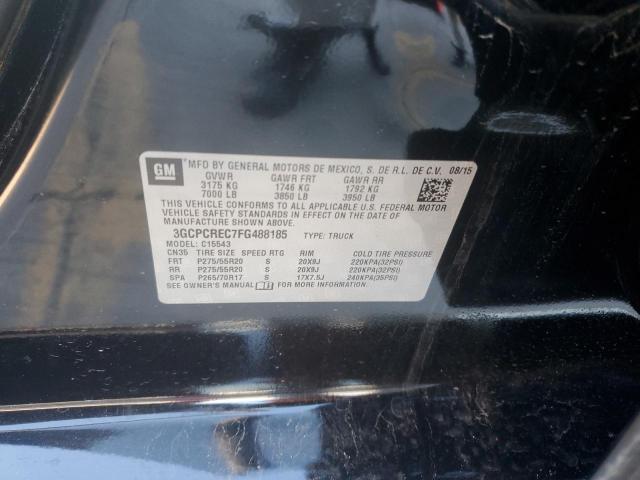 GM
MFD BY GENERAL MOTORS DE MEXICO, S. DE R.L. DE C.V. 08/15
GVWR GAWR FRT GAWR RR
3175 KG 1746 KG 1792 KG
7000 LB 3850 LB 3950 LB
THIS VEHICLE CONFORMS TO ALL APPLICABLE U.S. FEDERAL MOTOR
VEHICLE SAFETY AND THEFT PREVENTION STANDARDS IN
EFFECT ON THE DATE OF MANUFACTURE SHOWN ABOVE.
3GCPCREC7FG488185 TYPE: TRUCK
MODEL: C15543
CN35 TIRE SIZE SPEED RTG RIM COLD TIRE PRESSURE
FRT P275/55R20 S 20X9J 220KPA(32PSI)
RR P275/55R20 S 20X9J 220KPA(32PSI)
SPA P265/70R17 S 17X7.5J 240KPA(35PSI)
SEE OWNER'S MANUAL FOR MORE INFORMATION.